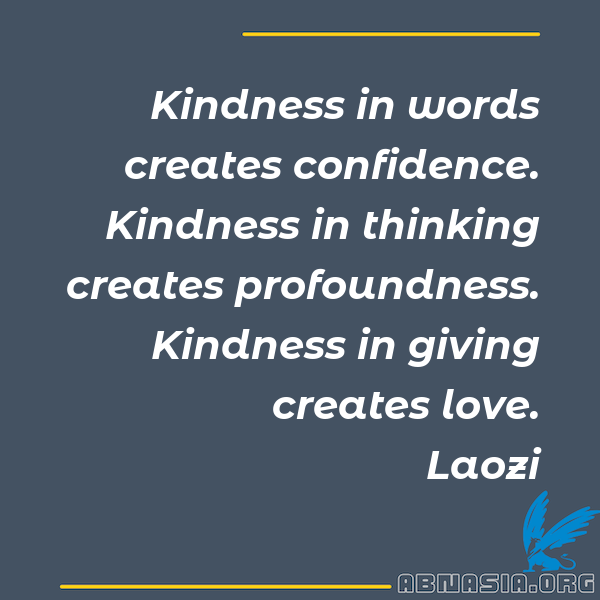 Kindness in words
creates confidence.
Kindness in thinking
creates profoundness.
Kindness in giving
creates love.
Laozi
ABNASIA.ORG